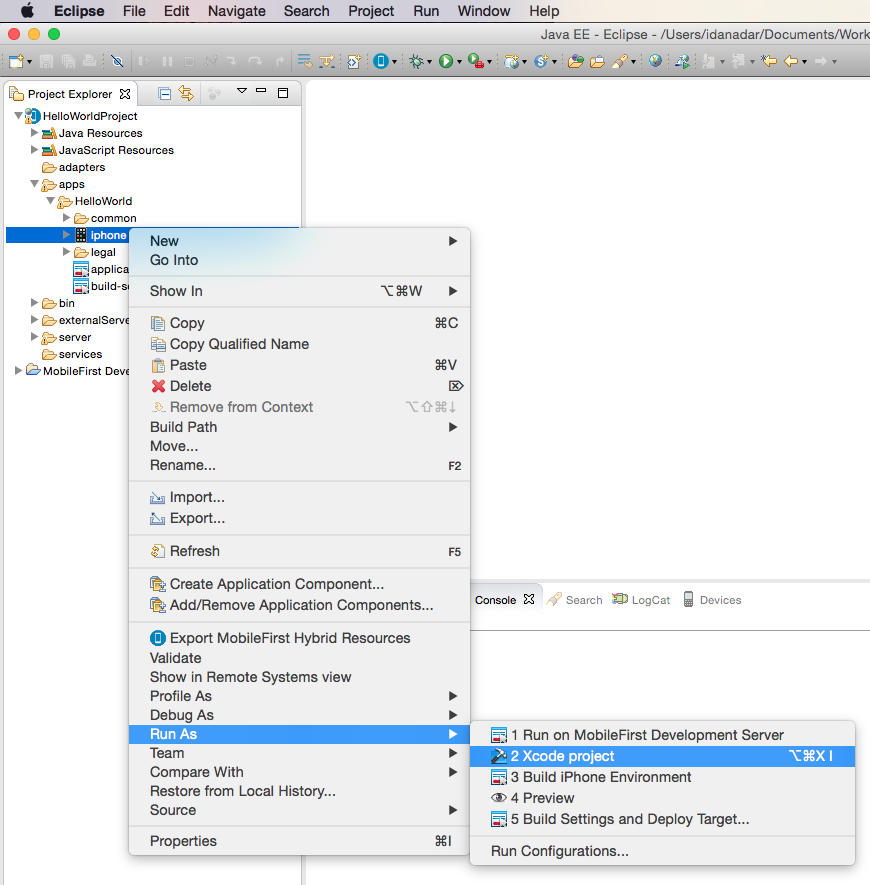 Eclipse File Edit Navigate Search Project Run Window Help
Java EE - Eclipse - /Users/idanadar/Documents/Work
Project Explorer
HelloWorldProject
Java Resources
JavaScript Resources
adapters
apps
HelloWorld
common
iphone
legal
applica
build-se
bin
externalServe
server
services
MobileFirst Deve
New
Go Into
Show In ⌥⌘W
Copy ⌘C
Copy Qualified Name
Paste ⌘V
Delete ⌦
Remove from Context ⌥⇧⌘↓
Build Path
Move...
Rename... F2
Import...
Export...
Refresh F5
Create Application Component...
Add/Remove Application Components...
Export MobileFirst Hybrid Resources
Validate
Show in Remote Systems view
Profile As
Debug As
Run As
Team
Compare With
Restore from Local History...
Source
Properties ⌘I
Console Search LogCat Devices
1 Run on MobileFirst Development Server
2 Xcode project ⌥⌘X I
3 Build iPhone Environment
4 Preview
5 Build Settings and Deploy Target...
Run Configurations...